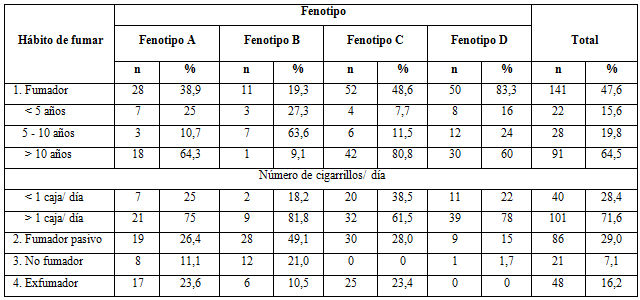 Hábito de fumar Fenotipo Total
Fenotipo A Fenotipo B Fenotipo C Fenotipo D
n % n % n % n % n %
1. Fumador 28 38,9 11 19,3 52 48,6 50 83,3 141 47,6
< 5 años 7 25 3 27,3 4 7,7 8 16 22 15,6
5 - 10 años 3 10,7 7 63,6 6 11,5 12 24 28 19,8
> 10 años 18 64,3 1 9,1 42 80,8 30 60 91 64,5
Número de cigarrillos/ día
< 1 caja/ día 7 25 2 18,2 20 38,5 11 22 40 28,4
> 1 caja/ día 21 75 9 81,8 32 61,5 39 78 101 71,6
2. Fumador pasivo 19 26,4 28 49,1 30 28,0 9 15 86 29,0
3. No fumador 8 11,1 12 21,0 0 0 1 1,7 21 7,1
4. Exfumador 17 23,6 6 10,5 25 23,4 0 0 48 16,2